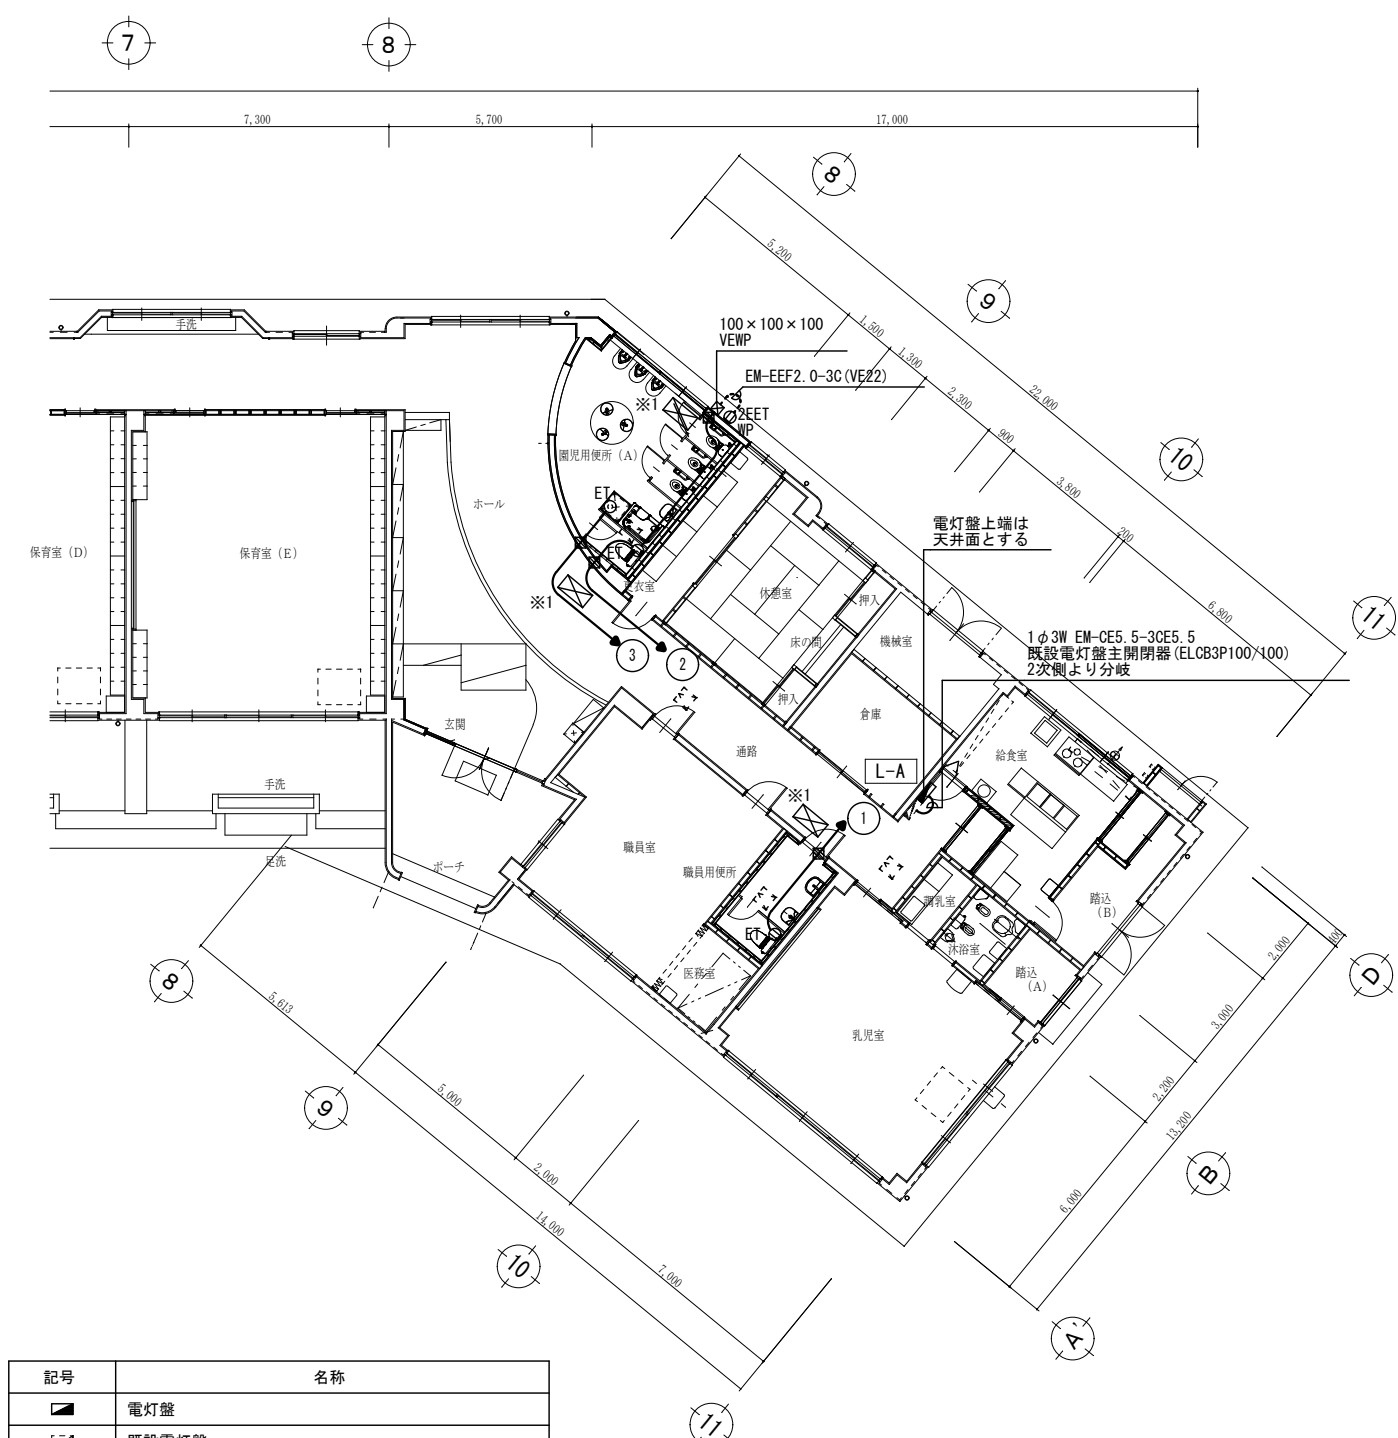 7
8
7,300
5,700
17,000
8
5,200
9
1,500
1,300
2,300
22,000
900
10
3,800
200
6,800
11
手洗
100×100×100
VEWP
EM-EEF2.0-3C(VE22)
※1
2EET
WP
園児用便所（A）
ET
ET
ホール
保育室（D）
保育室（E）
更衣室
※1
休憩室
押入
床の間
機械室
押入
倉庫
電灯盤上端は
天井面とする
1φ3W EM-CE5.5-3CE5.5
既設電灯盤主開閉器(ELCB3P100/100)
2次側より分岐
3
2
玄関
通路
給食室
L-A
※1
1
手洗
足洗
ポーチ
職員室
職員用便所
ET
医務室
調乳室
沐浴室
踏込
（B）
踏込
（A）
乳児室
8
5,613
9
5,000
2,000
14,000
10
7,000
11
400
2,000
D
3,000
2,200
13,200
B
6,000
A'
記号
名称
電灯盤